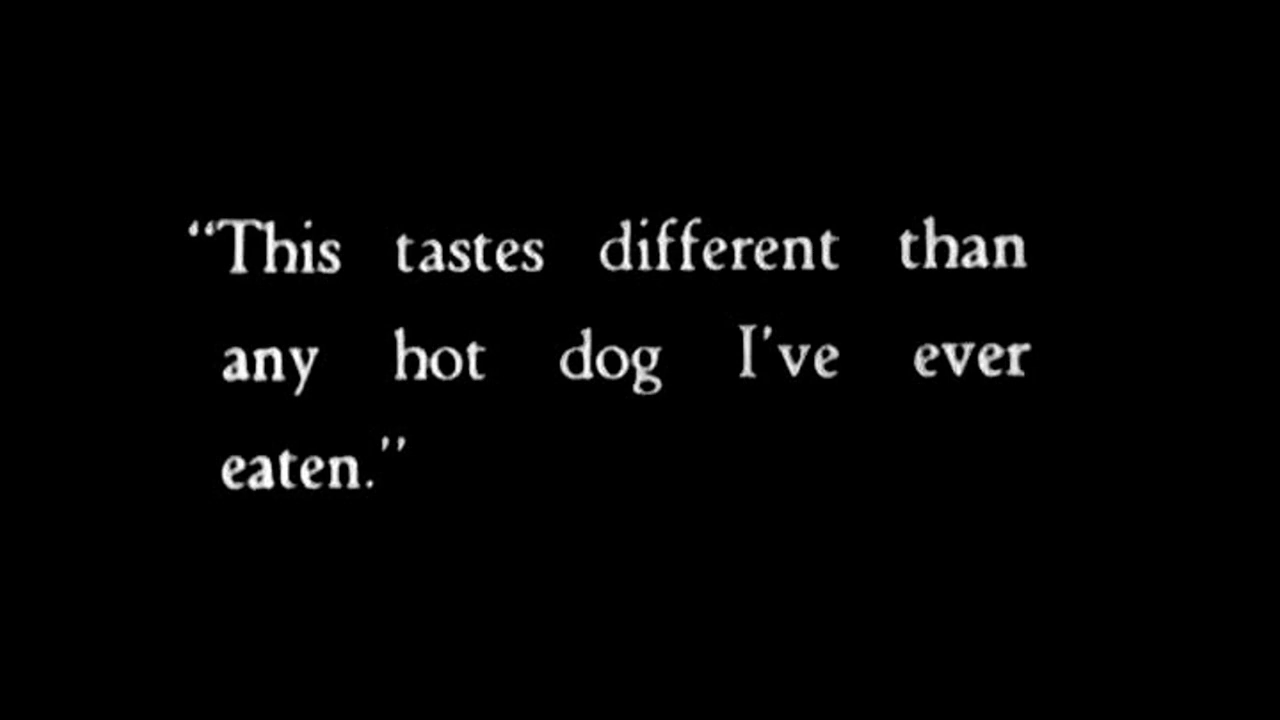 “This tastes different than
any hot dog I've ever
eaten.”